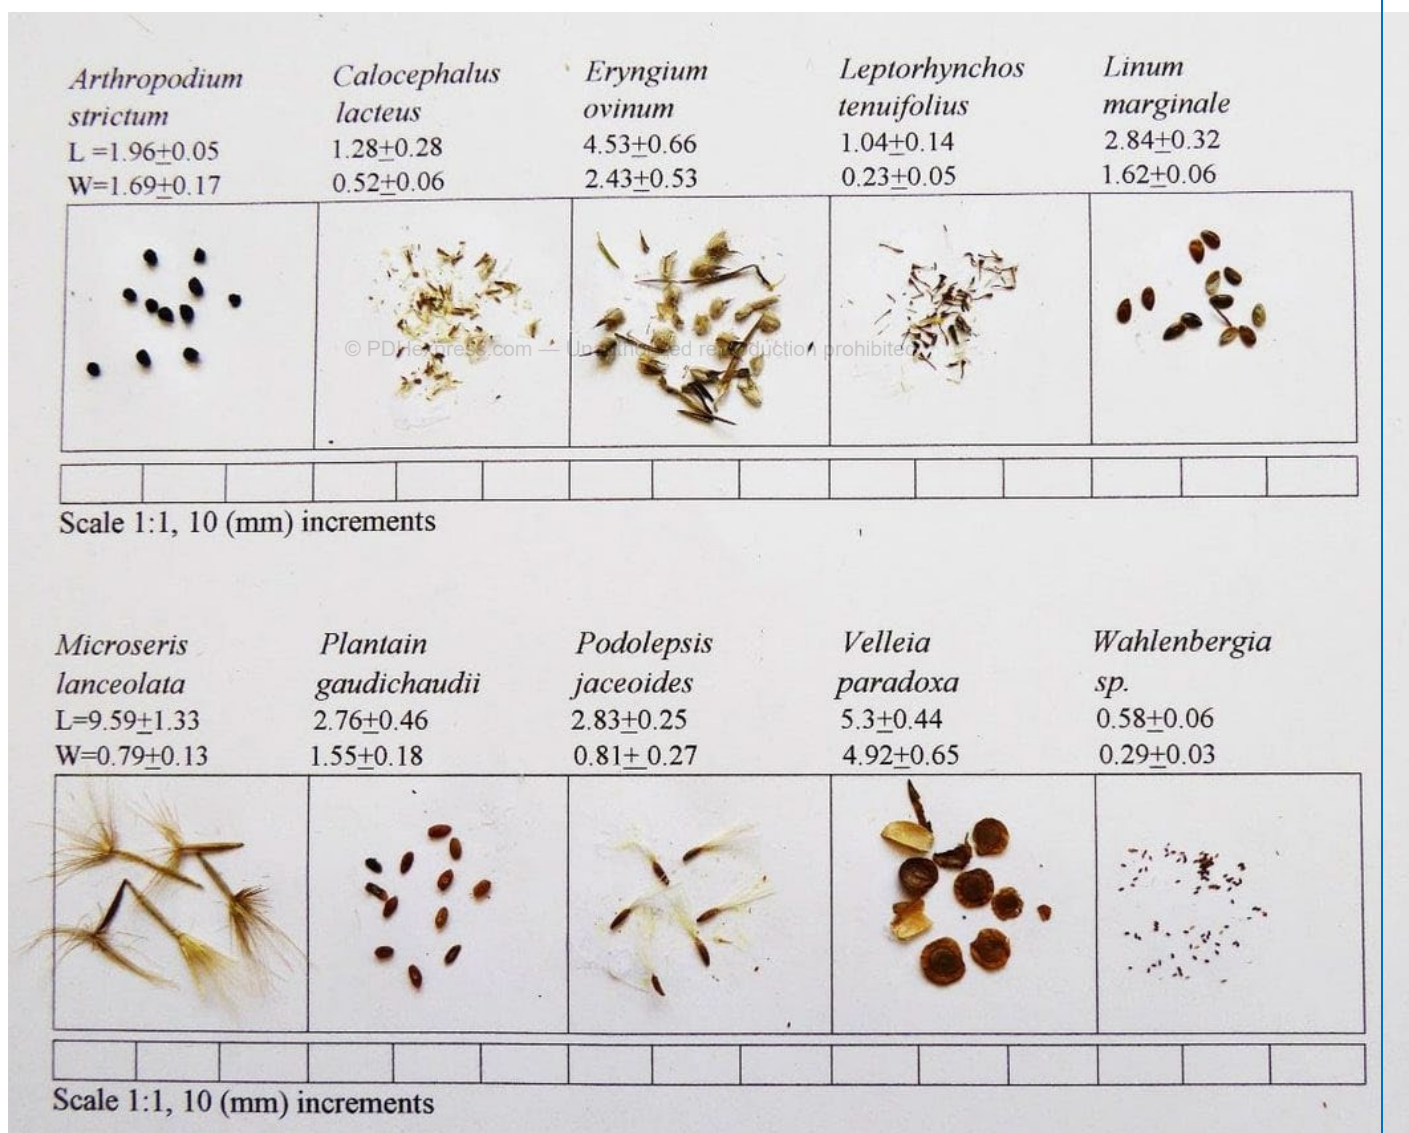 Arthropodium
strictum
L =1.96±0.05
W=1.69±0.17
Calocephalus
lacteus
1.28±0.28
0.52±0.06
Eryngium
ovinum
4.53±0.66
2.43±0.53
Leptorhynchos
tenuifolius
1.04±0.14
0.23±0.05
Linum
marginale
2.84±0.32
1.62±0.06
© PDHexpress.com — Unauthorised reproduction prohibited
Scale 1:1, 10 (mm) increments
Microseris
lanceolata
L=9.59±1.33
W=0.79±0.13
Plantain
gaudichaudii
2.76±0.46
1.55±0.18
Podolepsis
jaceoides
2.83±0.25
0.81± 0.27
Velleia
paradoxa
5.3±0.44
4.92±0.65
Wahlenbergia
sp.
0.58±0.06
0.29±0.03
Scale 1:1, 10 (mm) increments